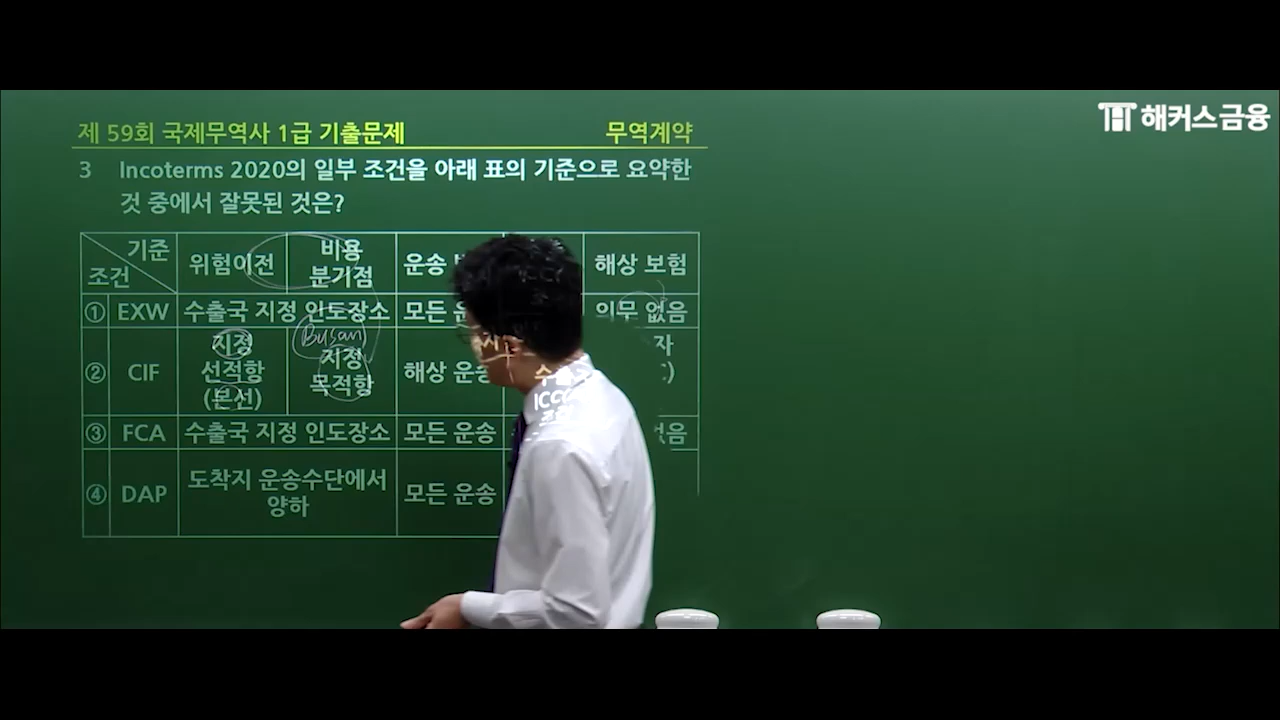 해커스금융
제 59회 국제무역사 1급 기출문제 무역계약
3 Incoterms 2020의 일부 조건을 아래 표의 기준으로 요약한
것 중에서 잘못된 것은?
기준
조건
위험이전
비용
분기점
운송
해상 보험
① EXW 수출국 지정 인도장소 모든 의무 없음
② CIF
지정
선적항
(본선)
Busan
지정
목적항
해상 운송
자
③ FCA 수출국 지정 인도장소 모든 운송 없음
④ DAP
도착지 운송수단에서
양하
모든 운송